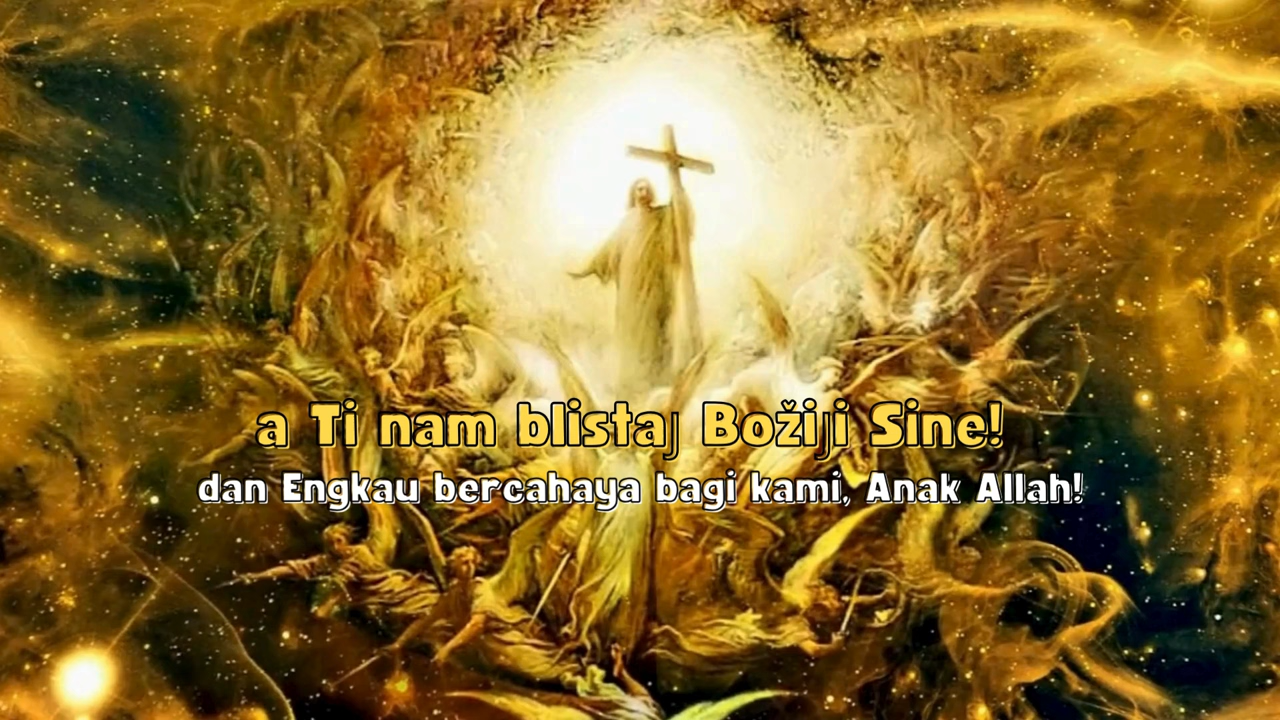 a Ti nam blistaj Božiji Sine!
dan Engkau bercahaya bagi kami, Anak Allah!